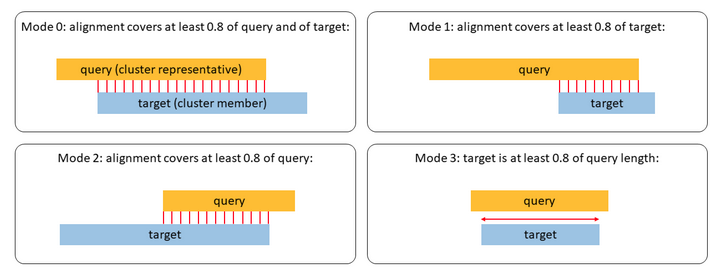 Mode 0: alignment covers at least 0.8 of query and of target:
query (cluster representative)
target (cluster member)
Mode 1: alignment covers at least 0.8 of target:
query
target
Mode 2: alignment covers at least 0.8 of query:
query
target
Mode 3: target is at least 0.8 of query length:
query
target